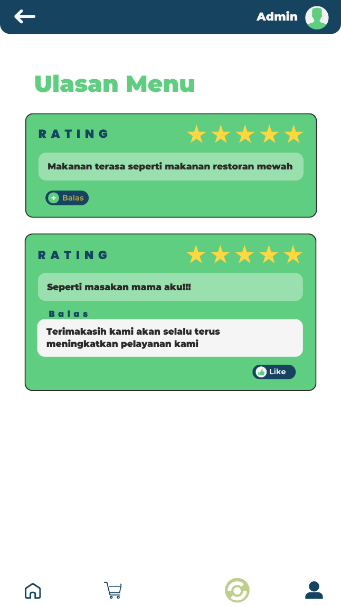 Admin
Ulasan Menu
RATING
Makanan terasa seperti makanan restoran mewah
Balas
RATING
Seperti masakan mama aku!!!
Balas
Terimakasih kami akan selalu terus
meningkatkan pelayanan kami
Like